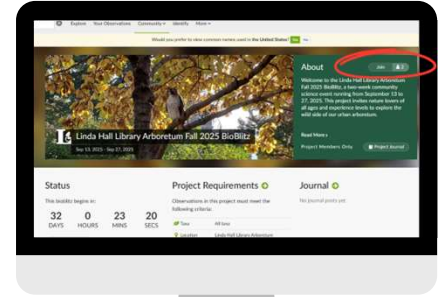 Explore Your Observations Community Identify More
Would you prefer to view common names used in the United States? Yes No
About
Join 3
Welcome to the Linda Hall Library Arboretum
Fall 2025 BioBlitz, a two-week community
science event running from September 13 to
27, 2025. This project invites nature lovers of
all ages and experience levels to explore the
wild side of our urban arboretum.
Read More
Project Members Only Project Journal
Linda Hall Library Arboretum Fall 2025 BioBlitz
Sep 13, 2025 - Sep 27, 2025
Status
This bioblitz begins in:
32 0 23 20
DAYS HOURS MINS SECS
Project Requirements
Observations in this project must meet the
following criteria:
Taxa All taxa
Location Linda Hall Library Arboretum
Journal
No journal posts yet